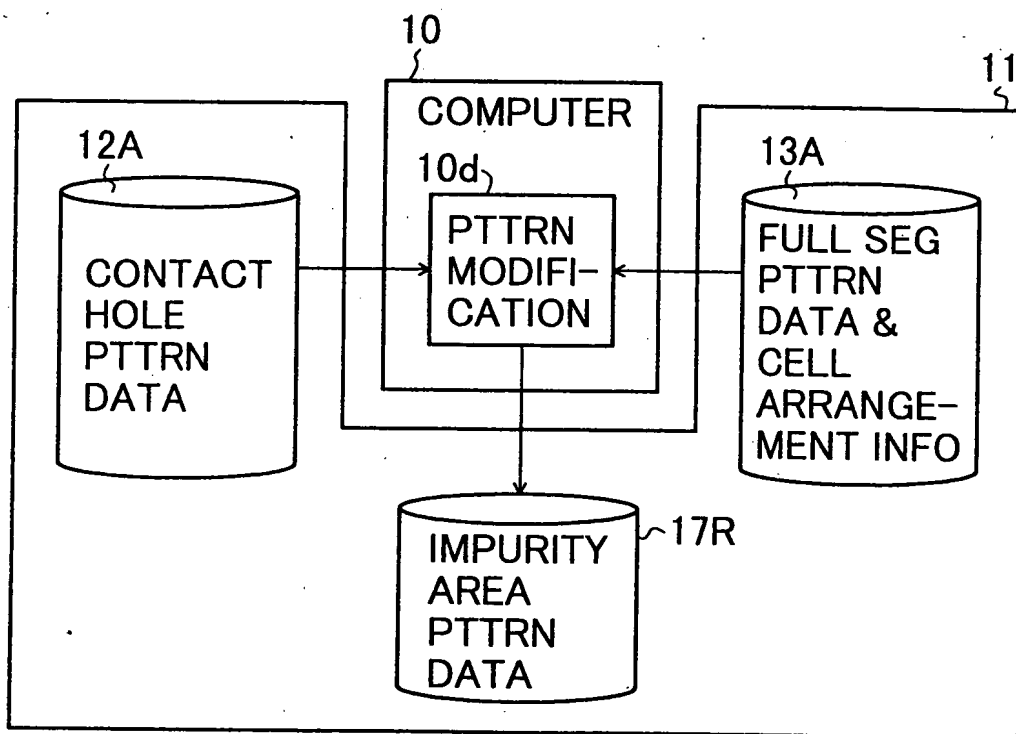 10
11
COMPUTER
12A
CONTACT
HOLE
PTTRN
DATA
10d
PTTRN
MODIFI-
CATION
13A
FULL SEG
PTTRN
DATA &
CELL
ARRANGE-
MENT INFO
17R
IMPURITY
AREA
PTTRN
DATA